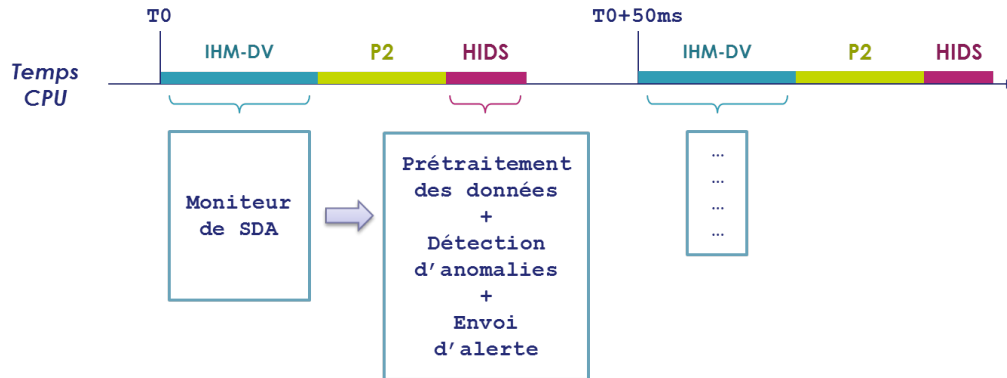 T0
T0+50ms
IHM-DV
P2
HIDS
IHM-DV
P2
HIDS
Temps
CPU
Moniteur
de SDA
Prétraitement
des données
+
Détection
d'anomalies
+
Envoi
d'alerte
…
…
…
…